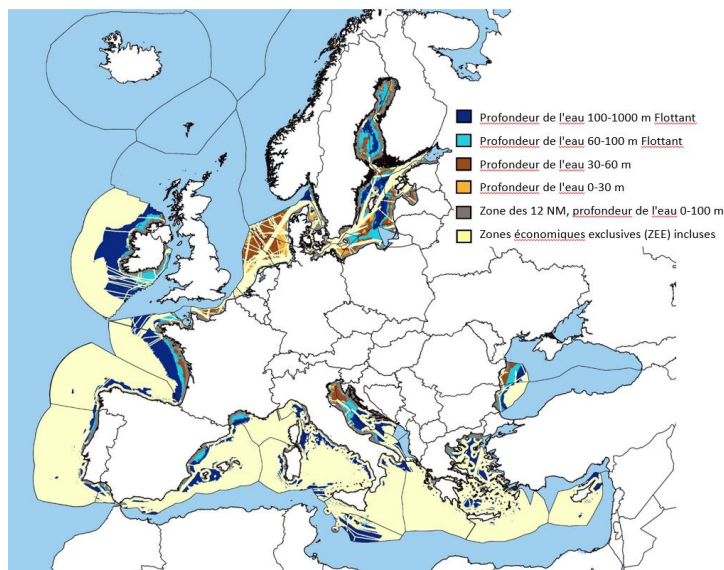 Profondeur de l'eau 100-1000 m Flottant
Profondeur de l'eau 60-100 m Flottant
Profondeur de l'eau 30-60 m
Profondeur de l'eau 0-30 m
Zone des 12 NM, profondeur de l'eau 0-100 m
Zones économiques exclusives (ZEE) incluses